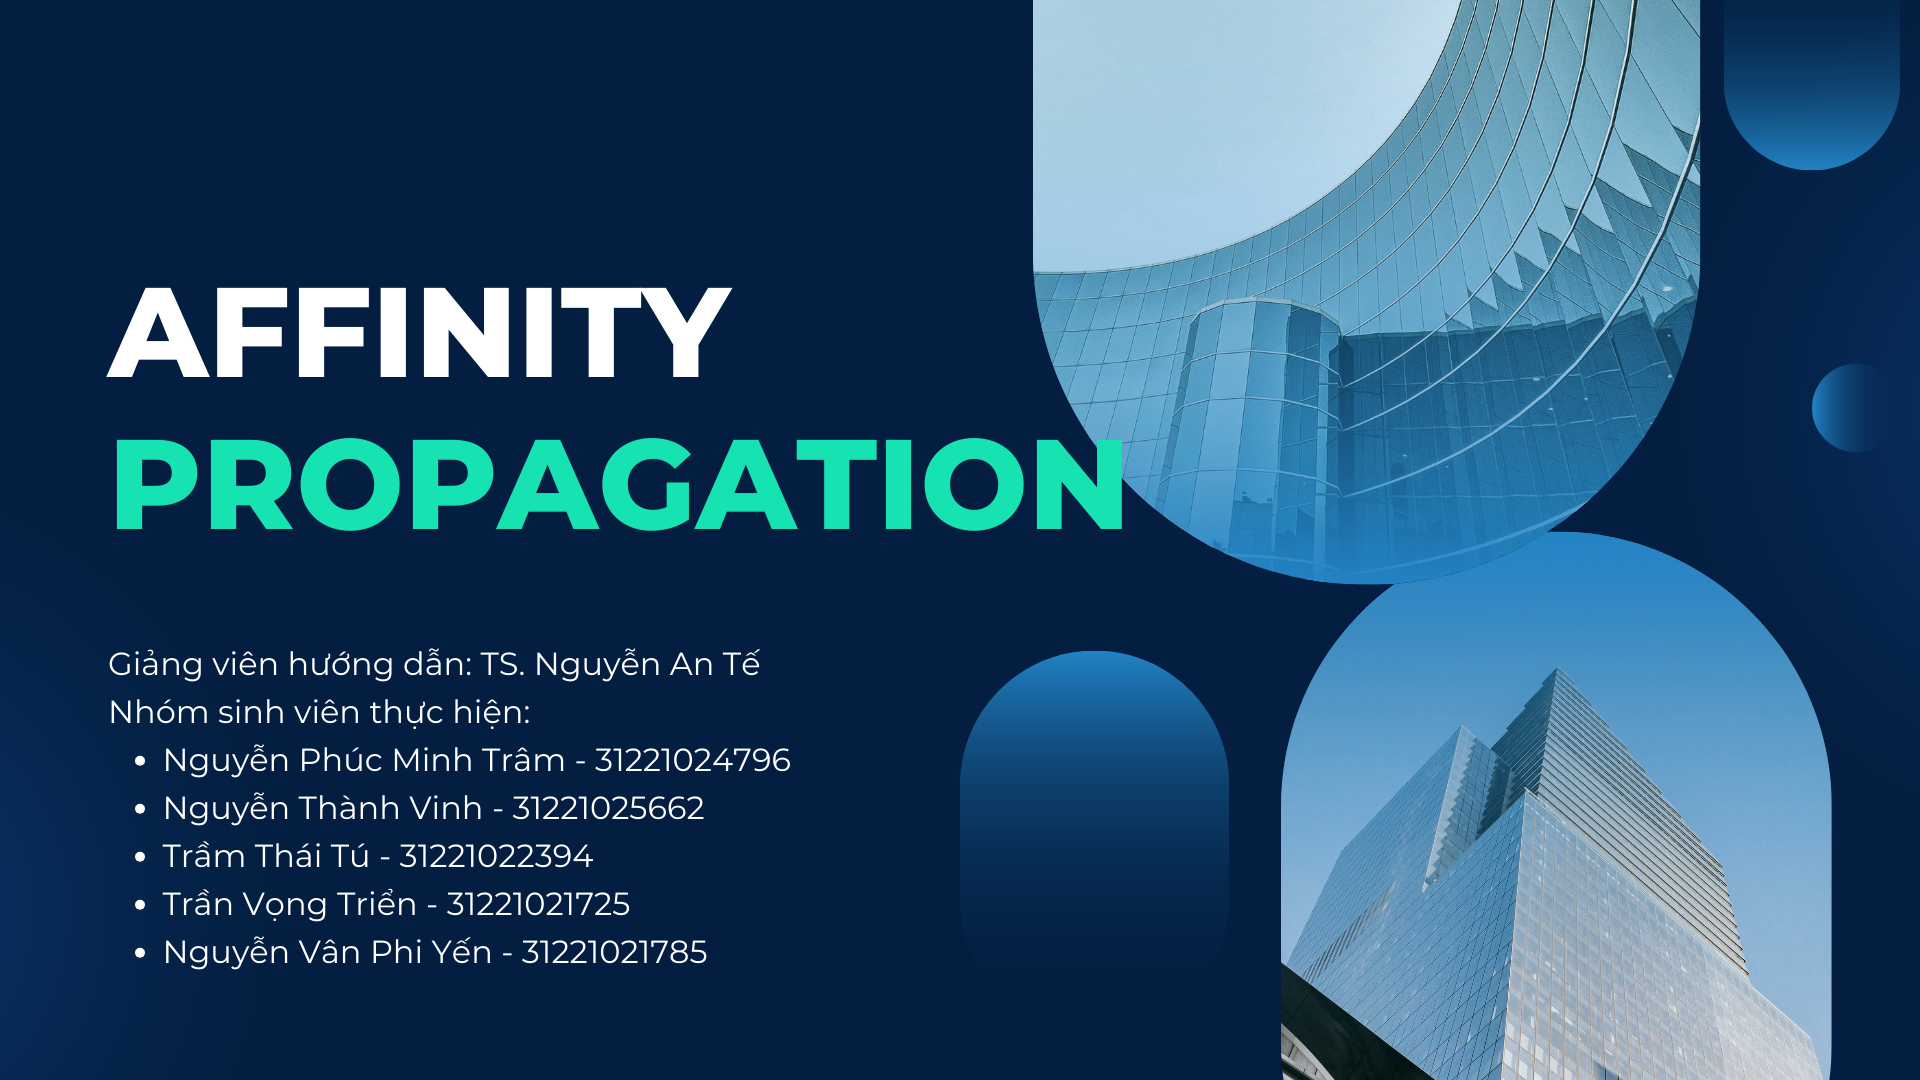 AFFINITY
PROPAGATION
Giảng viên hướng dẫn: TS. Nguyễn An Tế
Nhóm sinh viên thực hiện:
• Nguyễn Phúc Minh Trâm - 31221024796
• Nguyễn Thành Vinh - 31221025662
• Trầm Thái Tú - 31221022394
• Trần Vọng Triển - 31221021725
• Nguyễn Vân Phi Yến - 31221021785